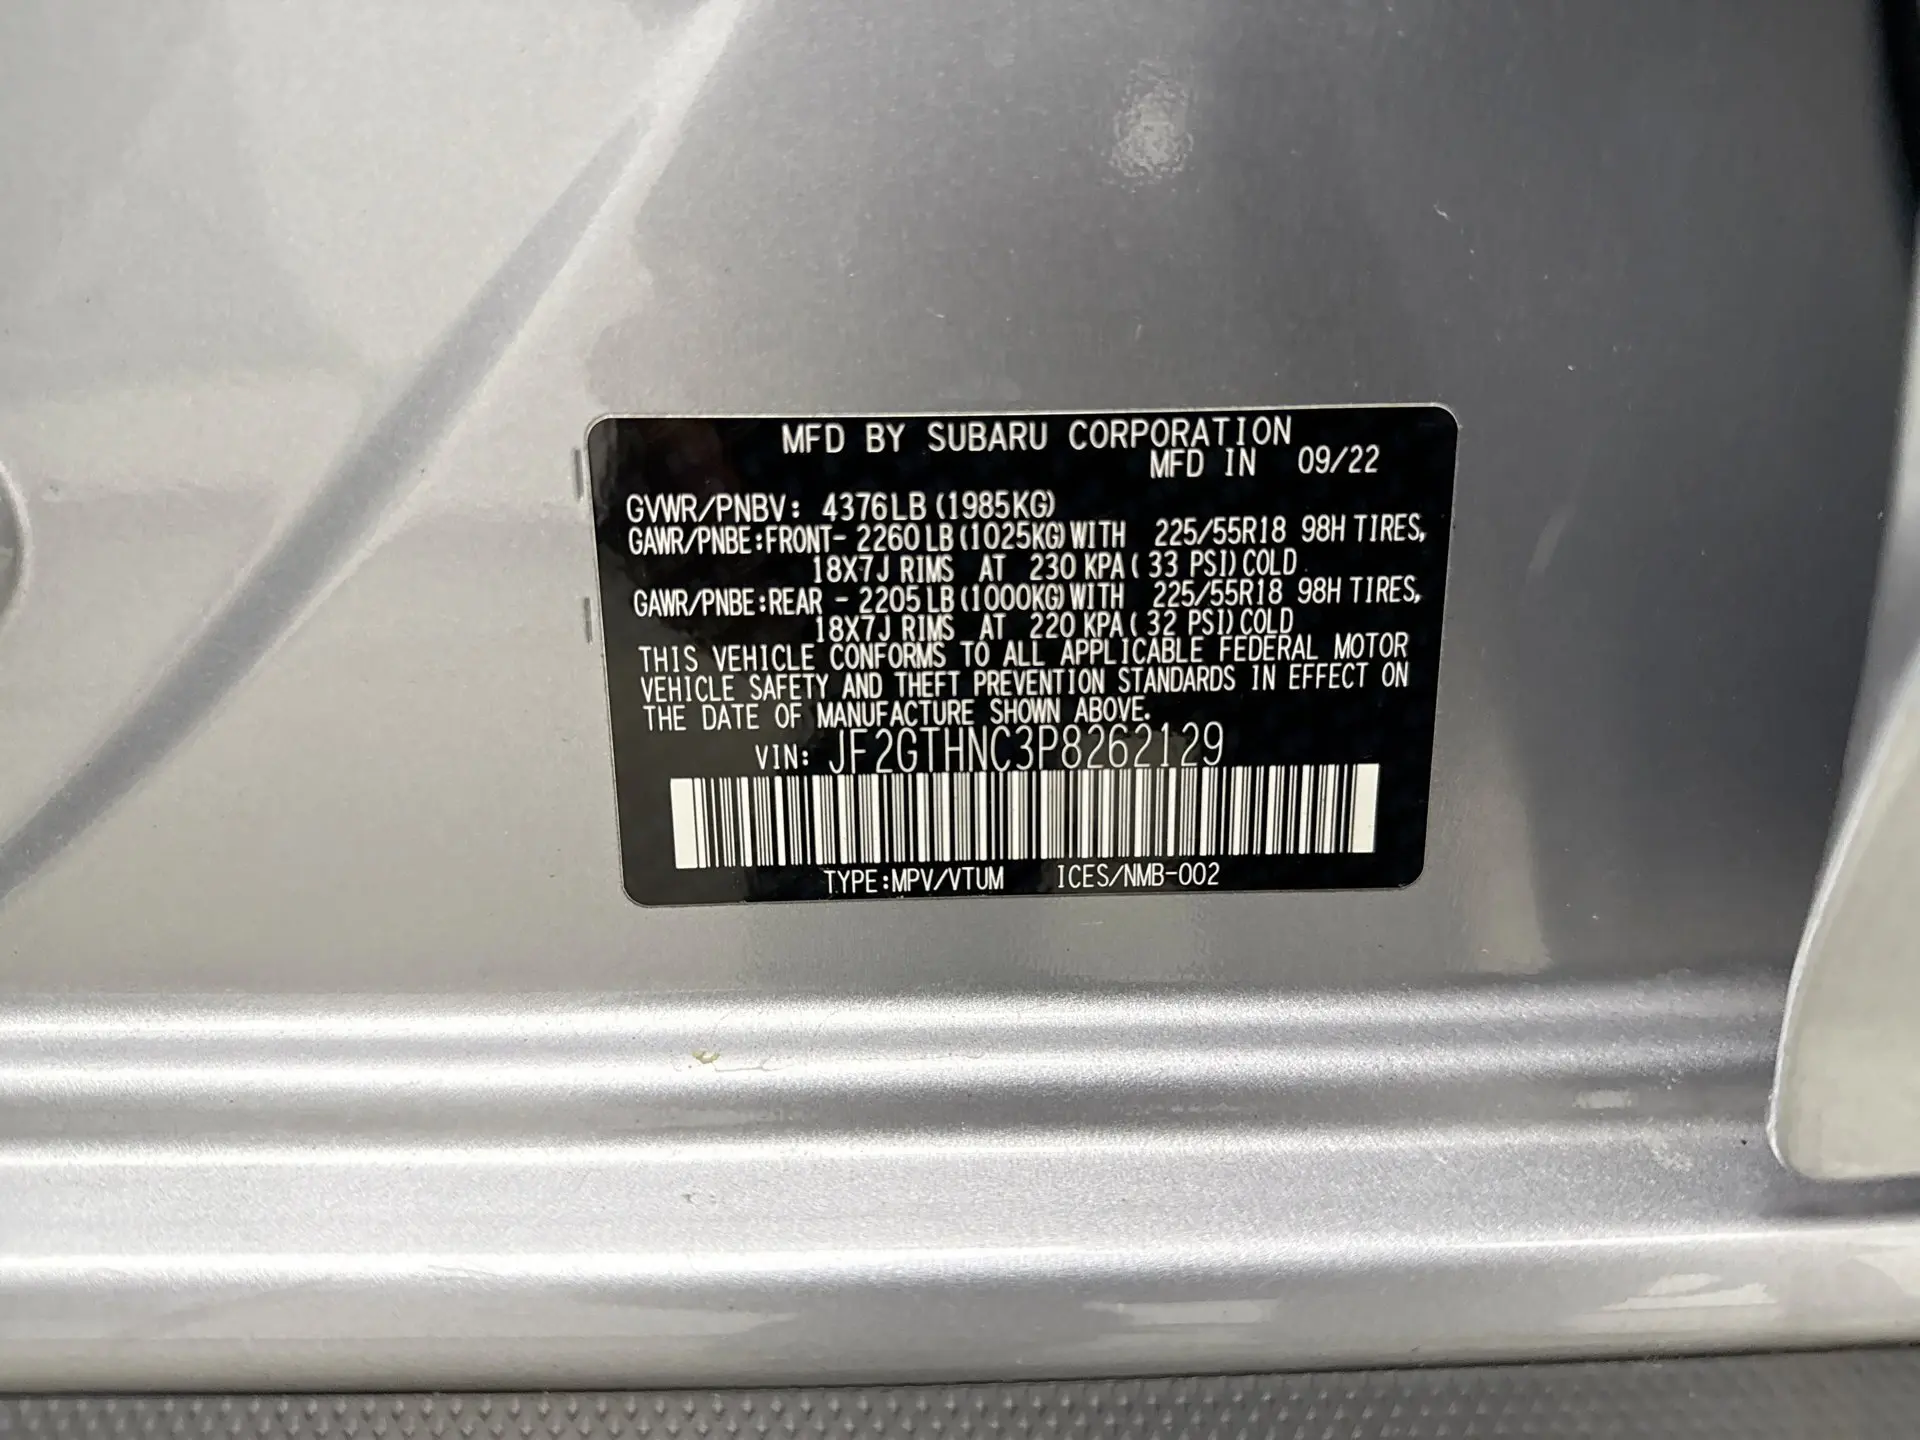 MFD BY SUBARU CORPORATION
MFD IN 09/22
GVWR/PNBV: 4376LB (1985KG)
GAWR/PNBE:FRONT- 2260LB (1025KG) WITH 225/55R18 98H TIRES,
18X7J RIMS AT 230 KPA( 33 PSI) COLD
GAWR/PNBE:REAR - 2205LB (1000KG) WITH 225/55R18 98H TIRES,
18X7J RIMS AT 220 KPA( 32 PSI) COLD
THIS VEHICLE CONFORMS TO ALL APPLICABLE FEDERAL MOTOR
VEHICLE SAFETY AND THEFT PREVENTION STANDARDS IN EFFECT ON
THE DATE OF MANUFACTURE SHOWN ABOVE.
VIN: JF2GTHNC3P8262129
TYPE:MPV/VTUM ICES/NMB-002